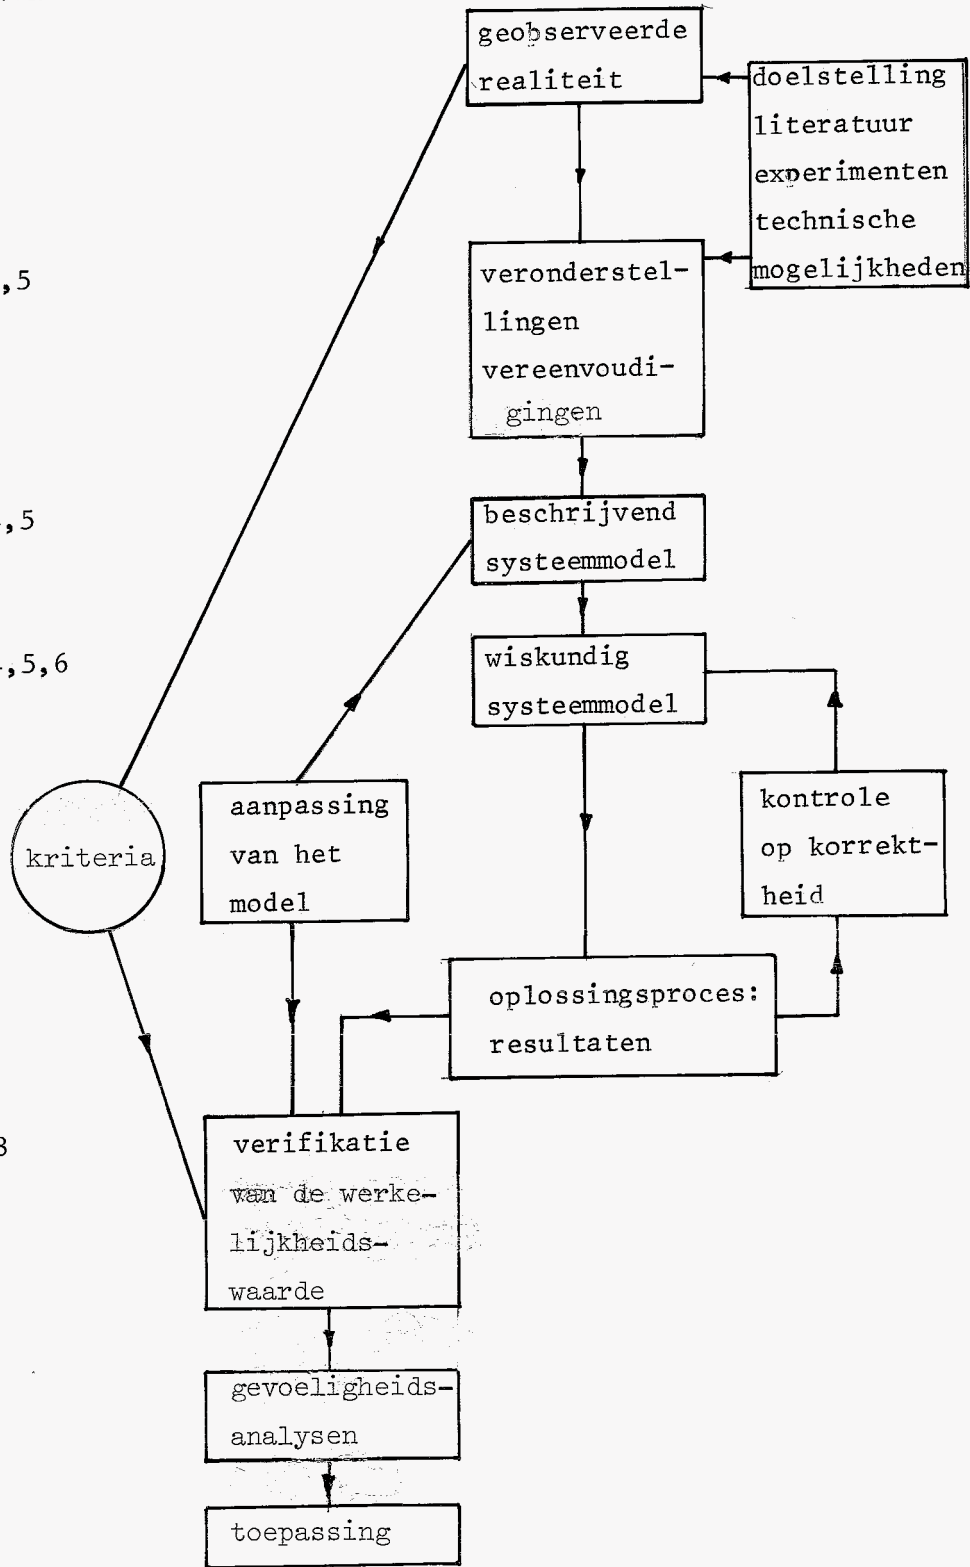 geobserveerde
realiteit
doelstelling
literatuur
experimenten
technische
mogelijkheden
,5
veronderstel-
lingen
vereenvoudi-
gingen
,5
beschrijvend
systeemmodel
,5,6
wiskundig
systeemmodel
kriteria
aanpassing
van het
model
kontrole
op korrekt-
heid
oplossingsproces:
resultaten
verifikatie
van de werke-
lijkheids-
waarde
gevoeligheids-
analysen
toepassing